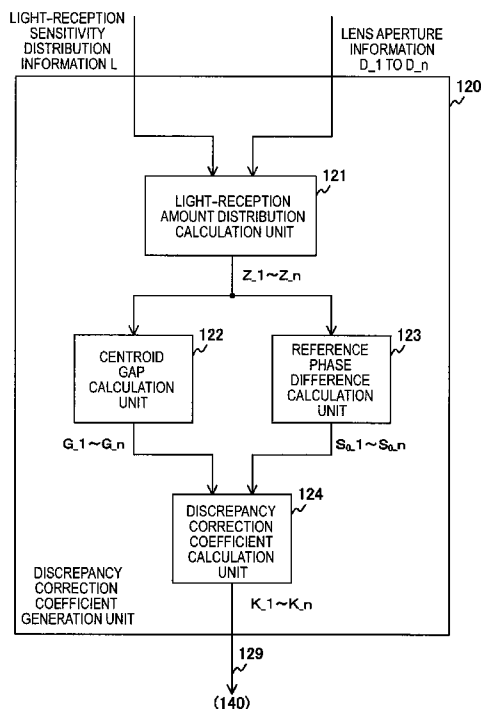 LIGHT-RECEPTION
SENSITIVITY
DISTRIBUTION
INFORMATION L
LENS APERTURE
INFORMATION
D_1 TO D_n
120
121
LIGHT-RECEPTION
AMOUNT DISTRIBUTION
CALCULATION UNIT
Z_1~Z_n
122
CENTROID
GAP
CALCULATION
UNIT
123
REFERENCE
PHASE
DIFFERENCE
CALCULATION
UNIT
G_1~G_n
S₀_1~S₀_n
124
DISCREPANCY
CORRECTION
COEFFICIENT
CALCULATION
UNIT
DISCREPANCY
CORRECTION
COEFFICIENT
GENERATION UNIT
K_1~K_n
129
(140)